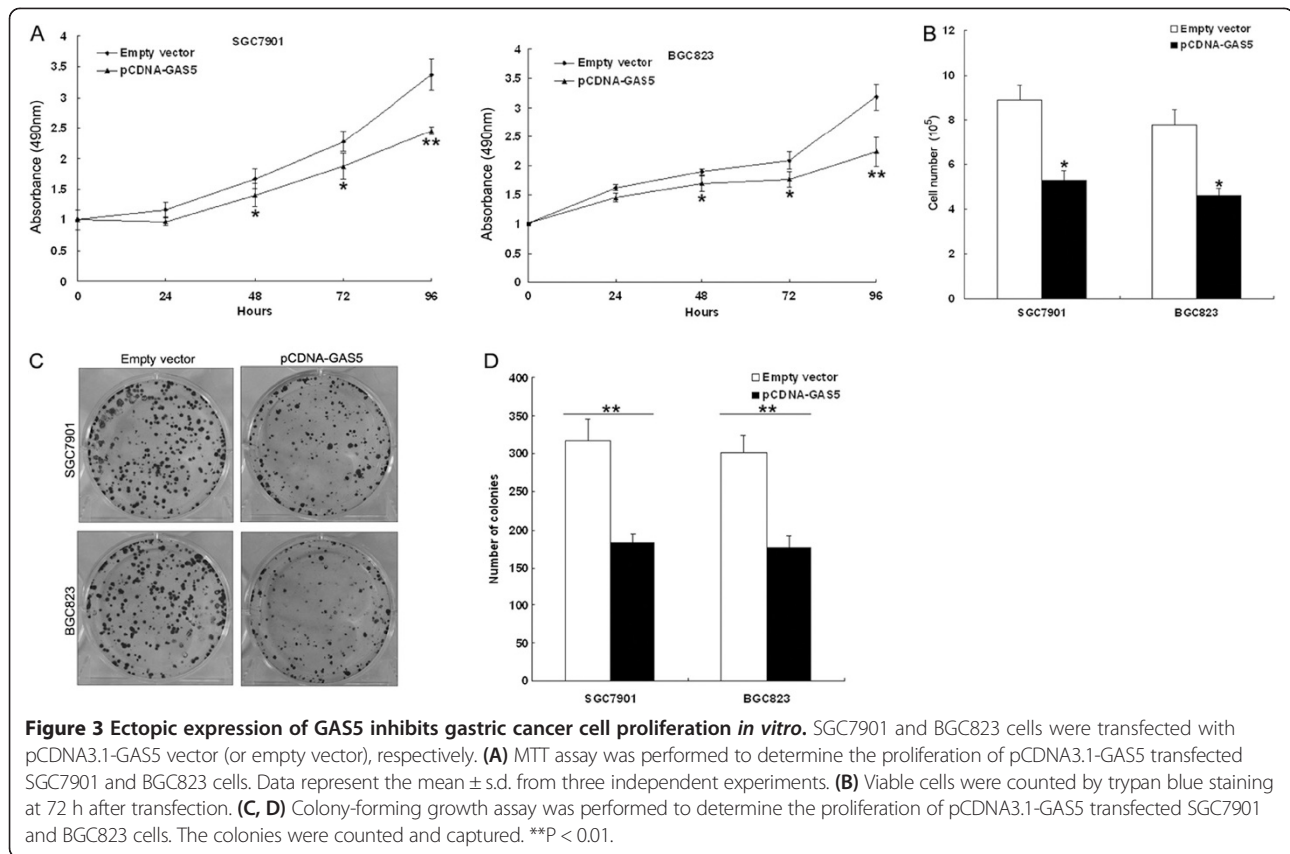 A
SGC7901
Empty vector
pCDNA-GAS5
4
3.5
3
2.5
2
1.5
1
0.5
0
Absorbance (490nm)
**
*
*
0 24 48 72 96
Hours
BGC823
Empty vector
pCDNA-GAS5
4
3.5
3
2.5
2
1.5
1
0.5
0
Absorbance (490nm)
**
*
*
0 24 48 72 96
Hours
B
Empty vector
pCDNA-GAS5
12
10
8
6
4
2
0
Cell number (10⁵)
*
*
SGC7901 BGC823
C
Empty vector pCDNA-GAS5
SGC7901
BGC823
D
Empty vector
pCDNA-GAS5
400
350
300
250
200
150
100
50
0
Number of colonies
**
**
SGC7901 BGC823
Figure 3 Ectopic expression of GAS5 inhibits gastric cancer cell proliferation in vitro. SGC7901 and BGC823 cells were transfected with
pCDNA3.1-GAS5 vector (or empty vector), respectively. (A) MTT assay was performed to determine the proliferation of pCDNA3.1-GAS5 transfected
SGC7901 and BGC823 cells. Data represent the mean ± s.d. from three independent experiments. (B) Viable cells were counted by trypan blue staining
at 72 h after transfection. (C, D) Colony-forming growth assay was performed to determine the proliferation of pCDNA3.1-GAS5 transfected SGC7901
and BGC823 cells. The colonies were counted and captured. **P < 0.01.